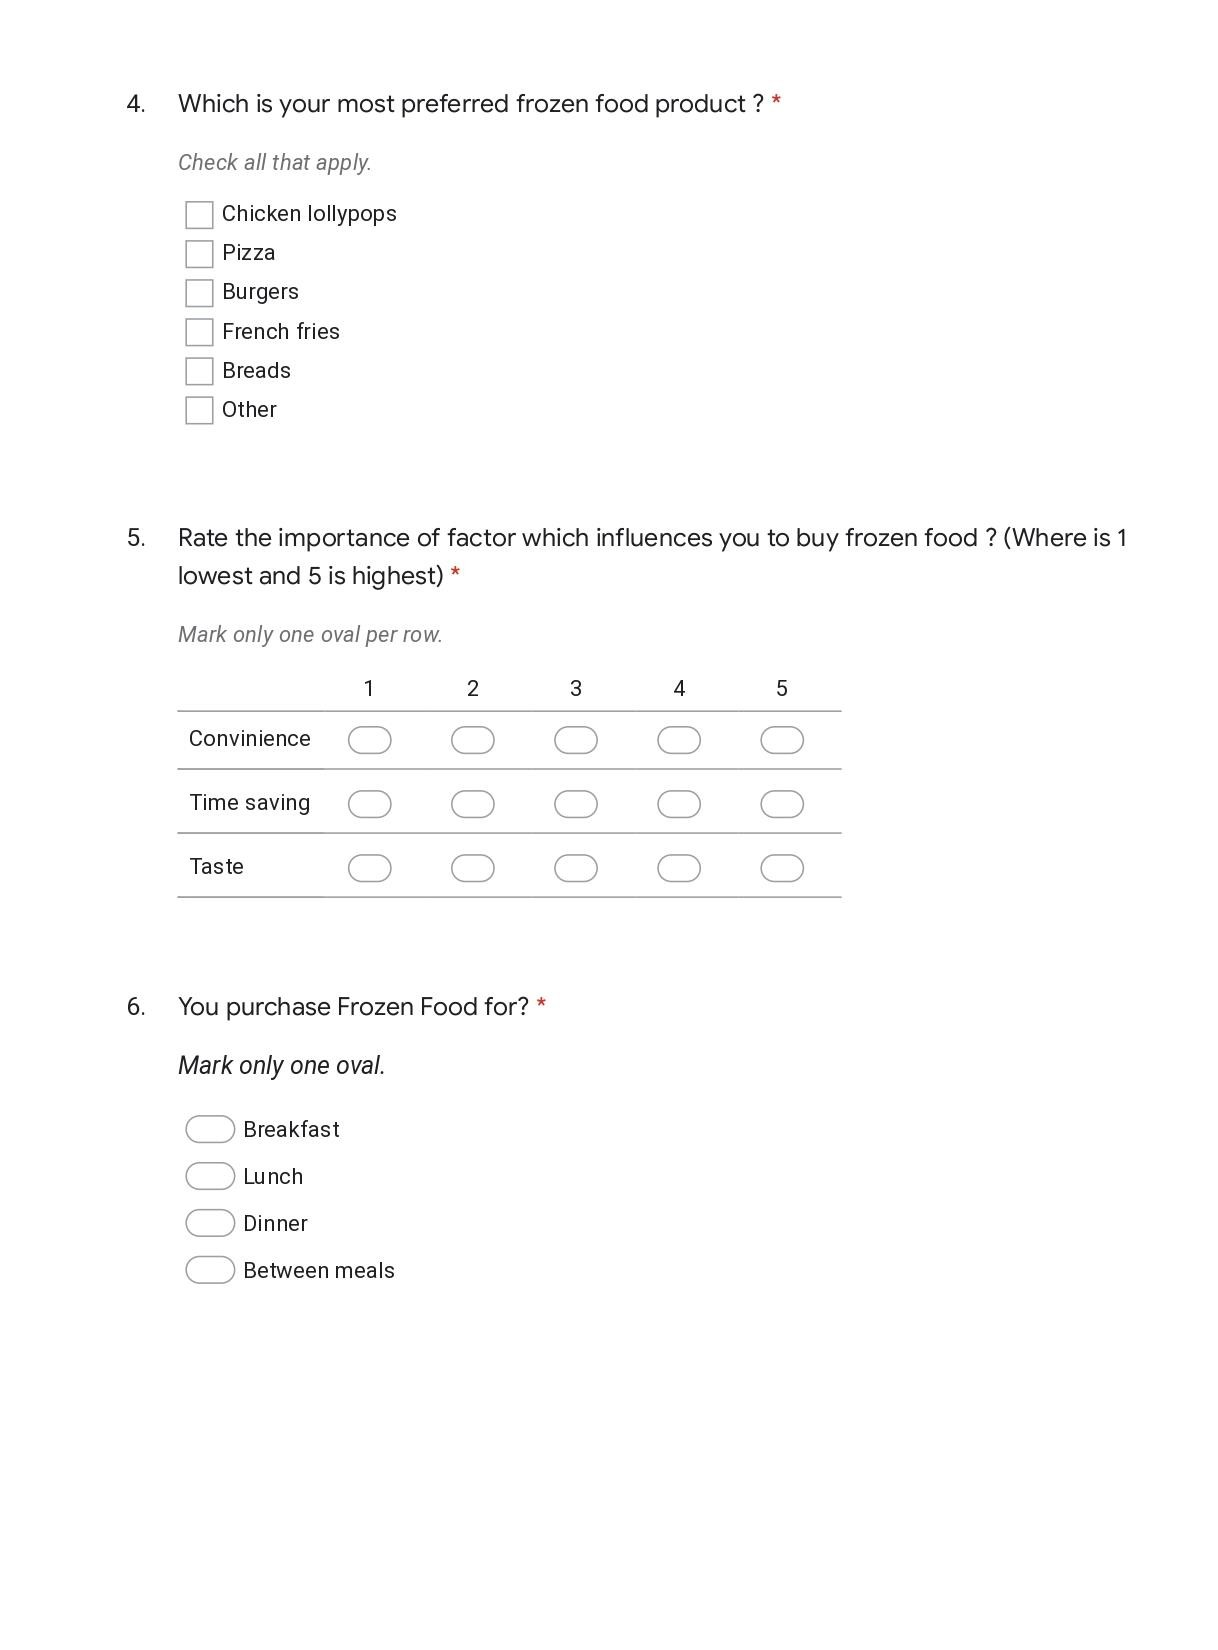 4. Which is your most preferred frozen food product ? *
Check all that apply.
Chicken lollypops
Pizza
Burgers
French fries
Breads
Other
5. Rate the importance of factor which influences you to buy frozen food ? (Where is 1
lowest and 5 is highest) *
Mark only one oval per row.
1 2 3 4 5
Convinience
Time saving
Taste
6. You purchase Frozen Food for? *
Mark only one oval.
Breakfast
Lunch
Dinner
Between meals